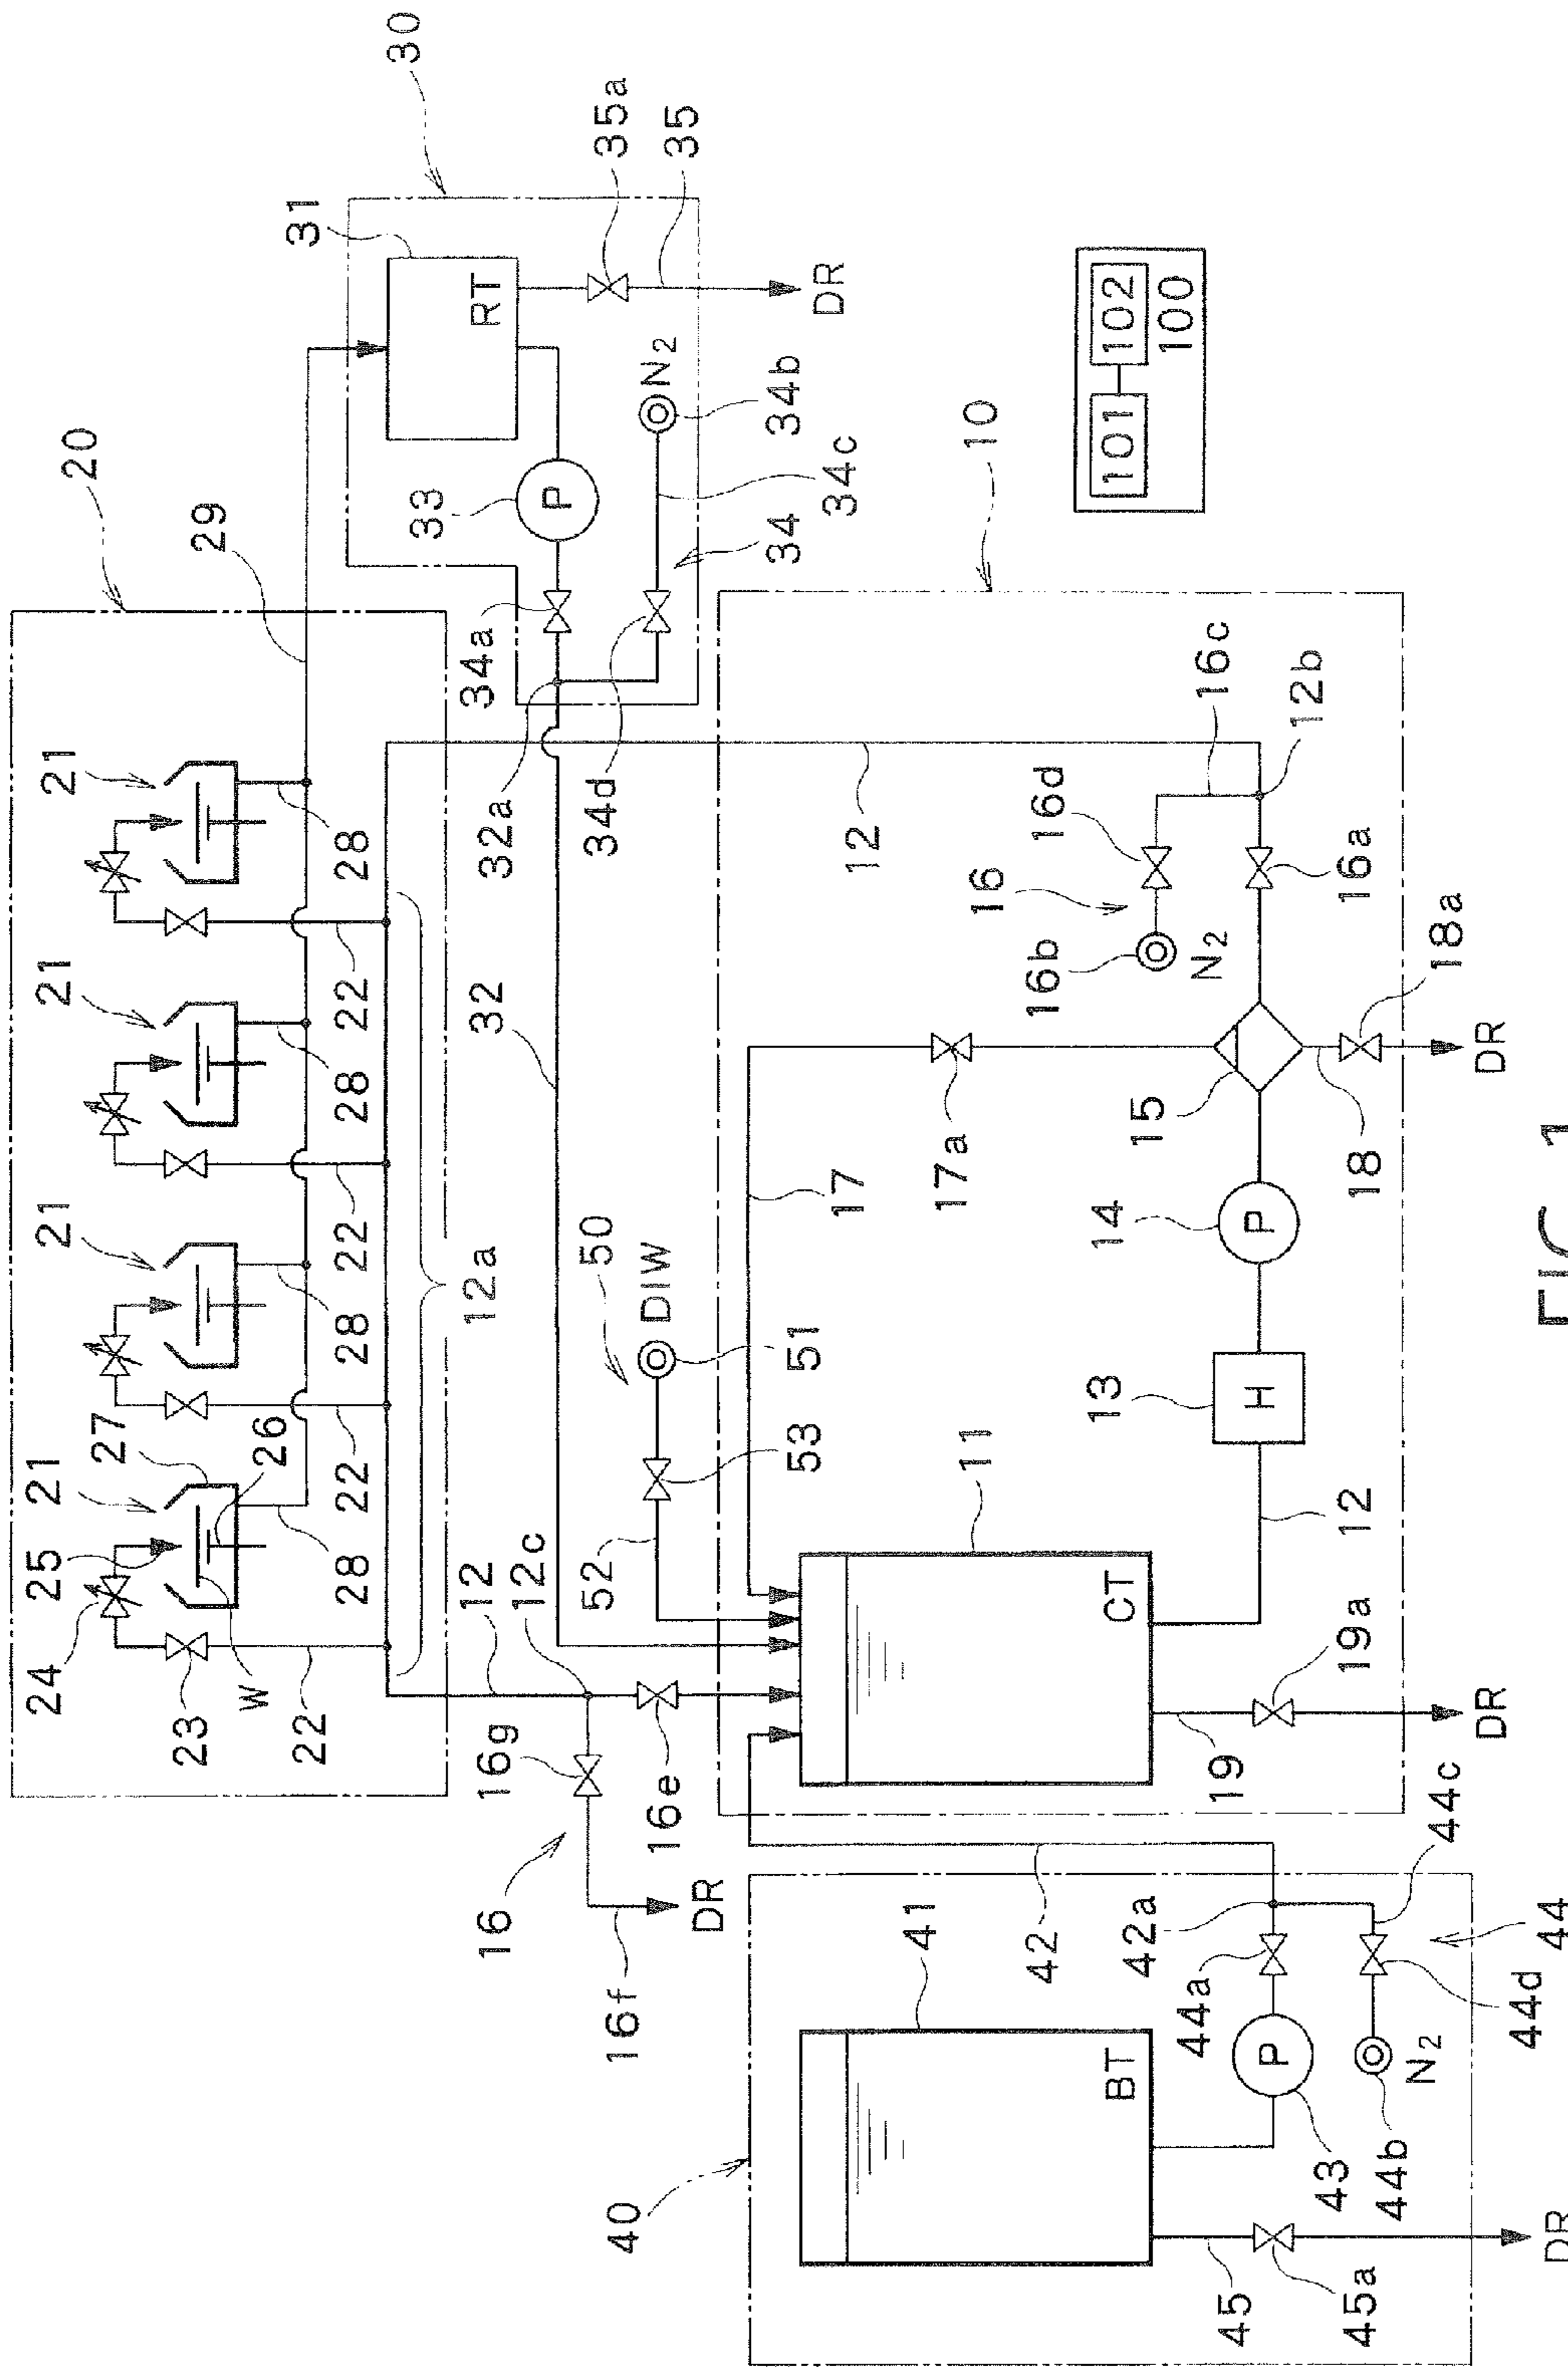 20
21
21
21
21
24
25
27
26
23
W
22
28
22
28
22
28
22
28
29
12a
30
31
RT
33
P
34a
32a
34d
34
34c
34b
N2
35a
35
DR
16
16g
16f
DR
16e
12
12c
32
52
53
50
51
DIW
12
10
17
17a
11
CT
12
13
H
14
P
15
18
18a
DR
16
16b
N2
16d
16c
16a
12b
19
19a
DR
40
41
BT
42
42a
43
P
44a
44b
N2
44d
44
44c
45
45a
DR
101
102
100
FIG. 1